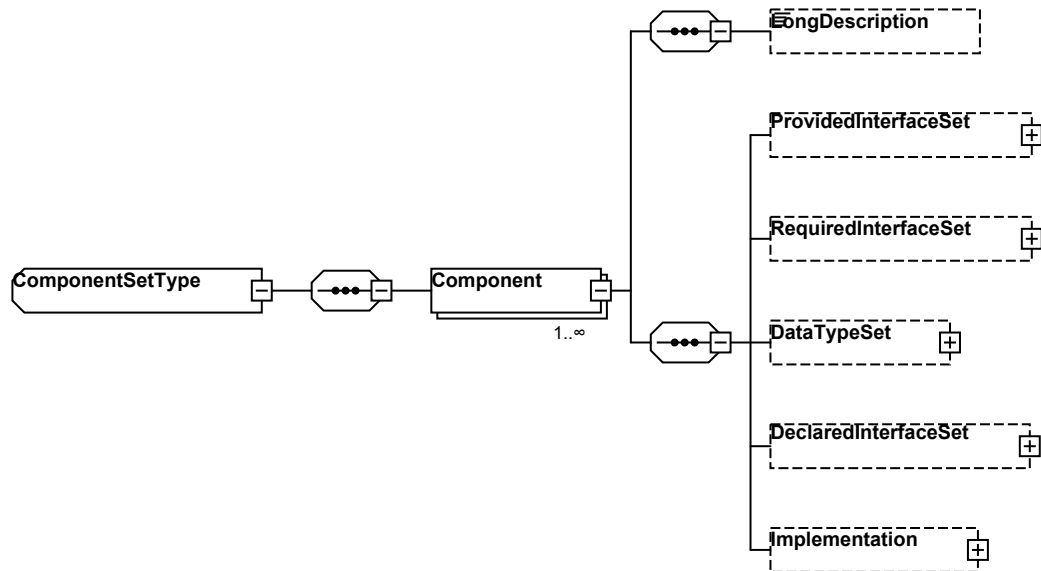 LongDescription
ProvidedInterfaceSet
RequiredInterfaceSet
ComponentSetType
Component
1..∞
DataTypeSet
DeclaredInterfaceSet
Implementation